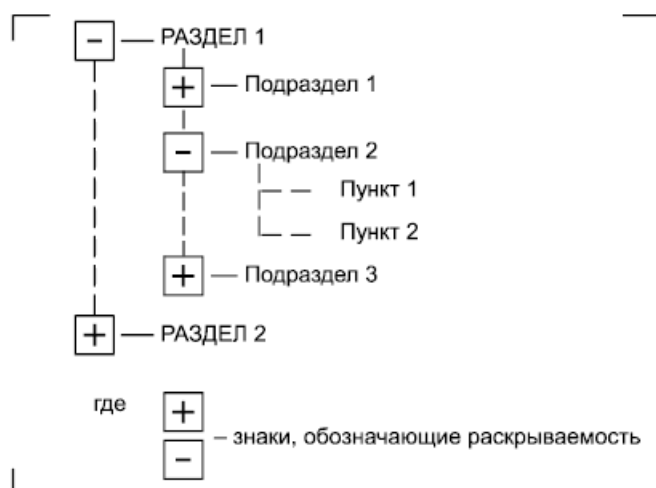 - РАЗДЕЛ 1
+ Подраздел 1
- Подраздел 2
Пункт 1
Пункт 2
+ Подраздел 3
+ РАЗДЕЛ 2
где +
- – знаки, обозначающие раскрываемость